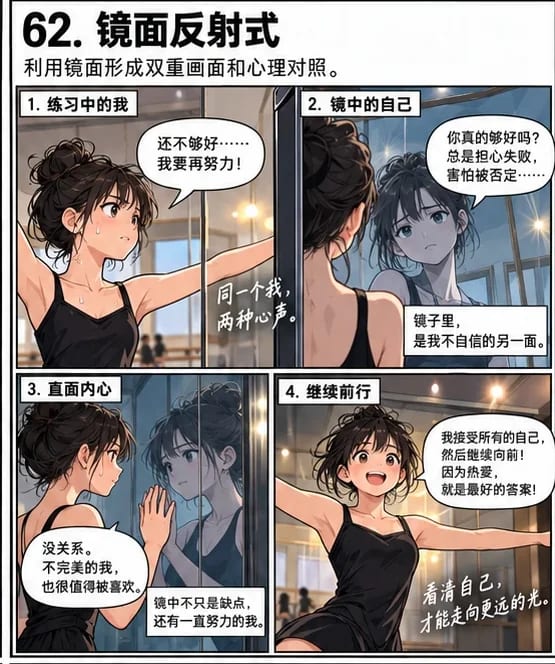 62. 镜面反射式
利用镜面形成双重画面和心理对照。
1. 练习中的我
还不够好……
我要再努力！
同一个我，
两种心声。
2. 镜中的自己
你真的够好吗？
总是担心失败，
害怕被否定……
镜子里，
是我不自信的另一面。
3. 直面内心
没关系。
不完美的我，
也很值得被喜欢。
镜中不只是缺点，
还有一直努力的我。
4. 继续前行
我接受所有的自己，
然后继续向前！
因为热爱，
就是最好的答案！
看清自己，
才能走向更远的光。